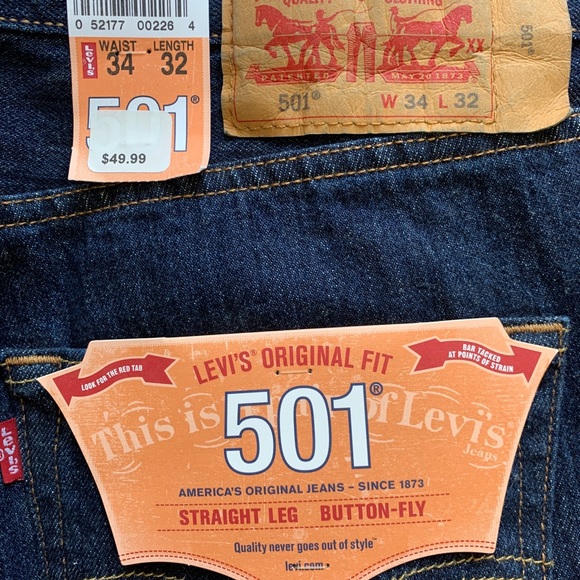 0 52177 00226 4
WAIST LENGTH
34 32
Levi's
501®
$49.99
QUALITY CLOTHING
XX
PATENTED MAY 20 1873
501® W 34 L 32
501®
LEVI'S® ORIGINAL FIT
LOOK FOR THE RED TAB
BAR TACKED
AT POINTS OF STRAIN
This is a pair of Levi's
Jeans
501®
AMERICA'S ORIGINAL JEANS – SINCE 1873
STRAIGHT LEG BUTTON-FLY
Quality never goes out of style™
levi.com
Levi's